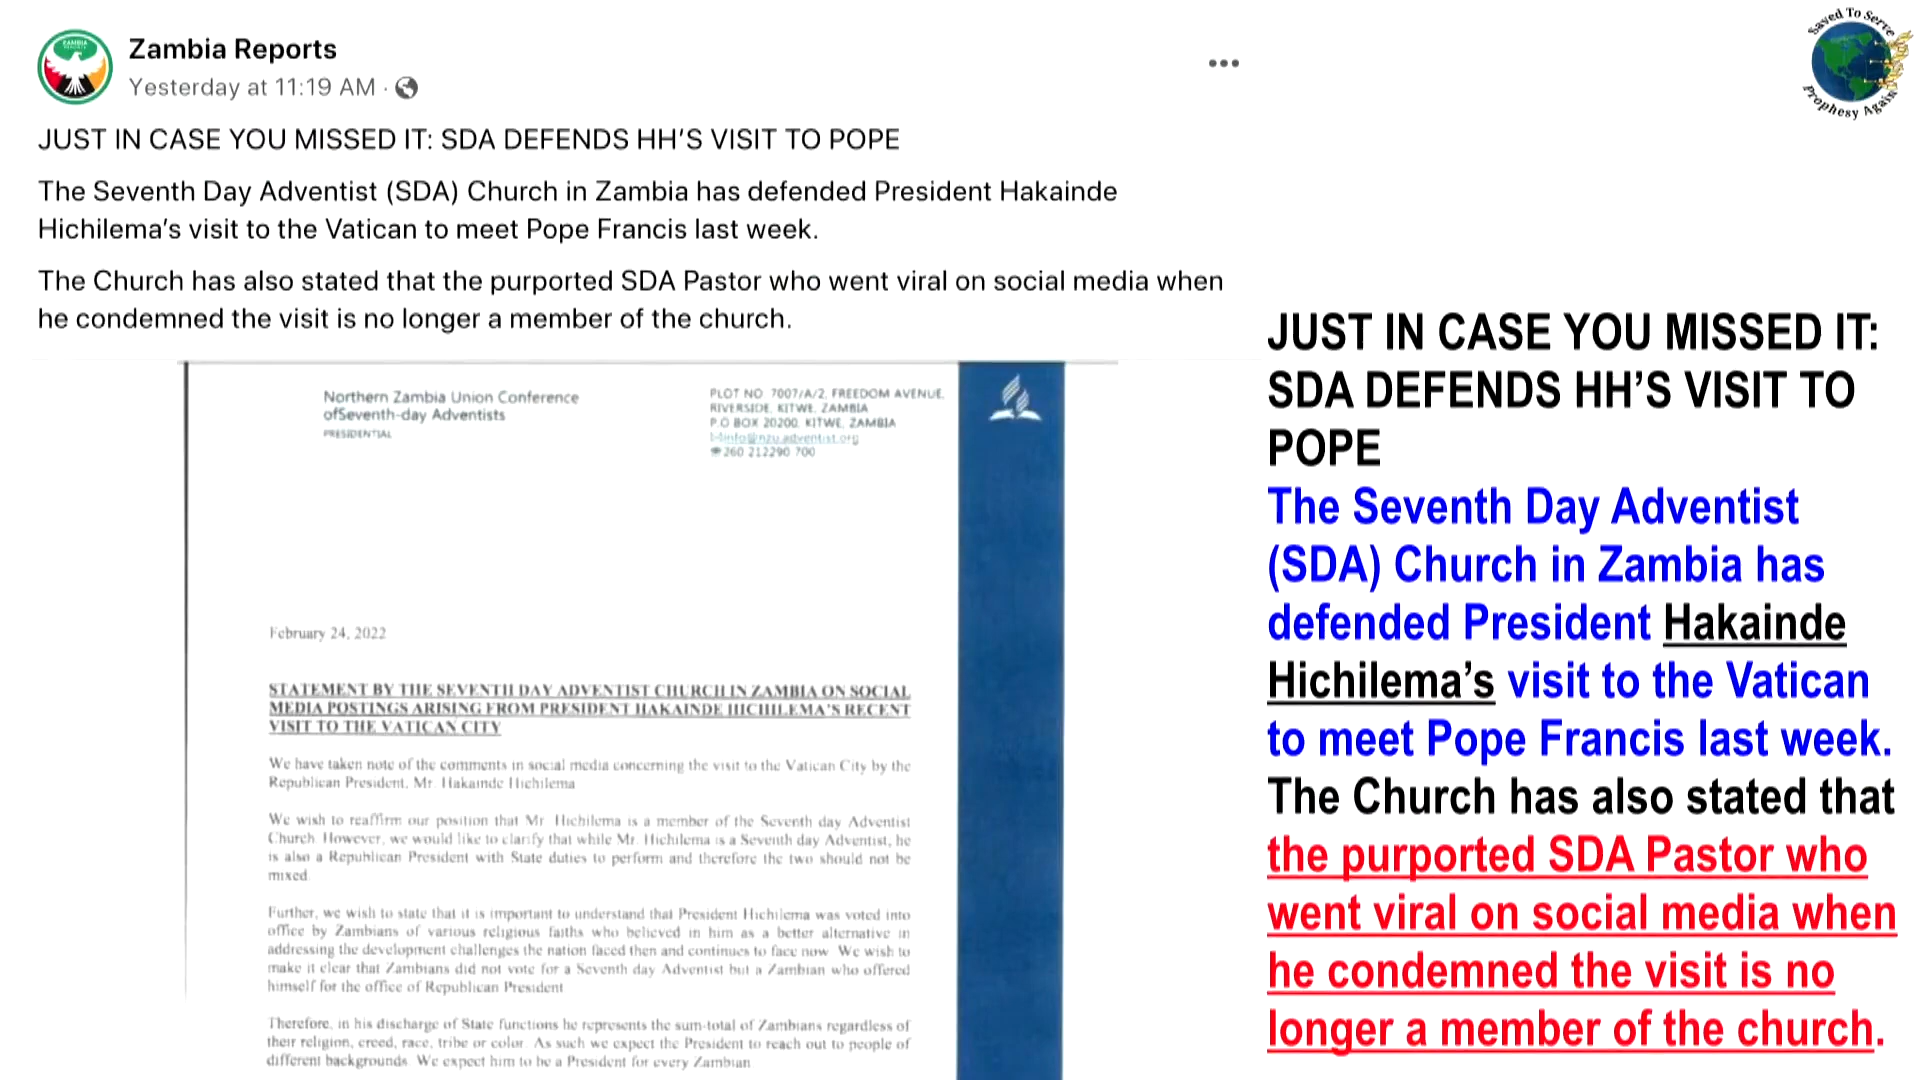 Zambia Reports
Yesterday at 11:19 AM ·
JUST IN CASE YOU MISSED IT: SDA DEFENDS HH'S VISIT TO POPE
The Seventh Day Adventist (SDA) Church in Zambia has defended President Hakainde
Hichilema's visit to the Vatican to meet Pope Francis last week.
The Church has also stated that the purported SDA Pastor who went viral on social media when
he condemned the visit is no longer a member of the church.
Northern Zambia Union Conference
ofSeventh-day Adventists
PRESIDENTIAL
PLOT NO 7007/A/2, FREEDOM AVENUE,
RIVERSIDE, KITWE, ZAMBIA
P.O BOX 20200, KITWE, ZAMBIA
info@nzu.adventist.org
260 212290 700
February 24, 2022
STATEMENT BY THE SEVENTH DAY ADVENTIST CHURCH IN ZAMBIA ON SOCIAL
MEDIA POSTINGS ARISING FROM PRESIDENT HAKAINDE HICHILEMA'S RECENT
VISIT TO THE VATICAN CITY
We have taken note of the comments in social media concerning the visit to the Vatican City by the
Republican President, Mr. Hakainde Hichilema
We wish to reaffirm our position that Mr Hichilema is a member of the Seventh day Adventist
Church However, we would like to clarify that while Mr. Hichilema is a Seventh day Adventist, he
is also a Republican President with State duties to perform and therefore the two should not be
mixed
Further, we wish to state that it is important to understand that President Hichilema was voted into
office by Zambians of various religious faiths who believed in him as a better alternative in
addressing the development challenges the nation faced then and continues to face now We wish to
make it clear that Zambians did not vote for a Seventh day Adventist but a Zambian who offered
himself for the office of Republican President
Therefore, in his discharge of State functions he represents the sum-total of Zambians regardless of
their religion, creed, race, tribe or color. As such we expect the President to reach out to people of
different backgrounds. We expect him to be a President for every Zambian
Saved To Serve
Prophesy Again
JUST IN CASE YOU MISSED IT:
SDA DEFENDS HH'S VISIT TO
POPE
The Seventh Day Adventist
(SDA) Church in Zambia has
defended President Hakainde
Hichilema's visit to the Vatican
to meet Pope Francis last week.
The Church has also stated that
the purported SDA Pastor who
went viral on social media when
he condemned the visit is no
longer a member of the church.